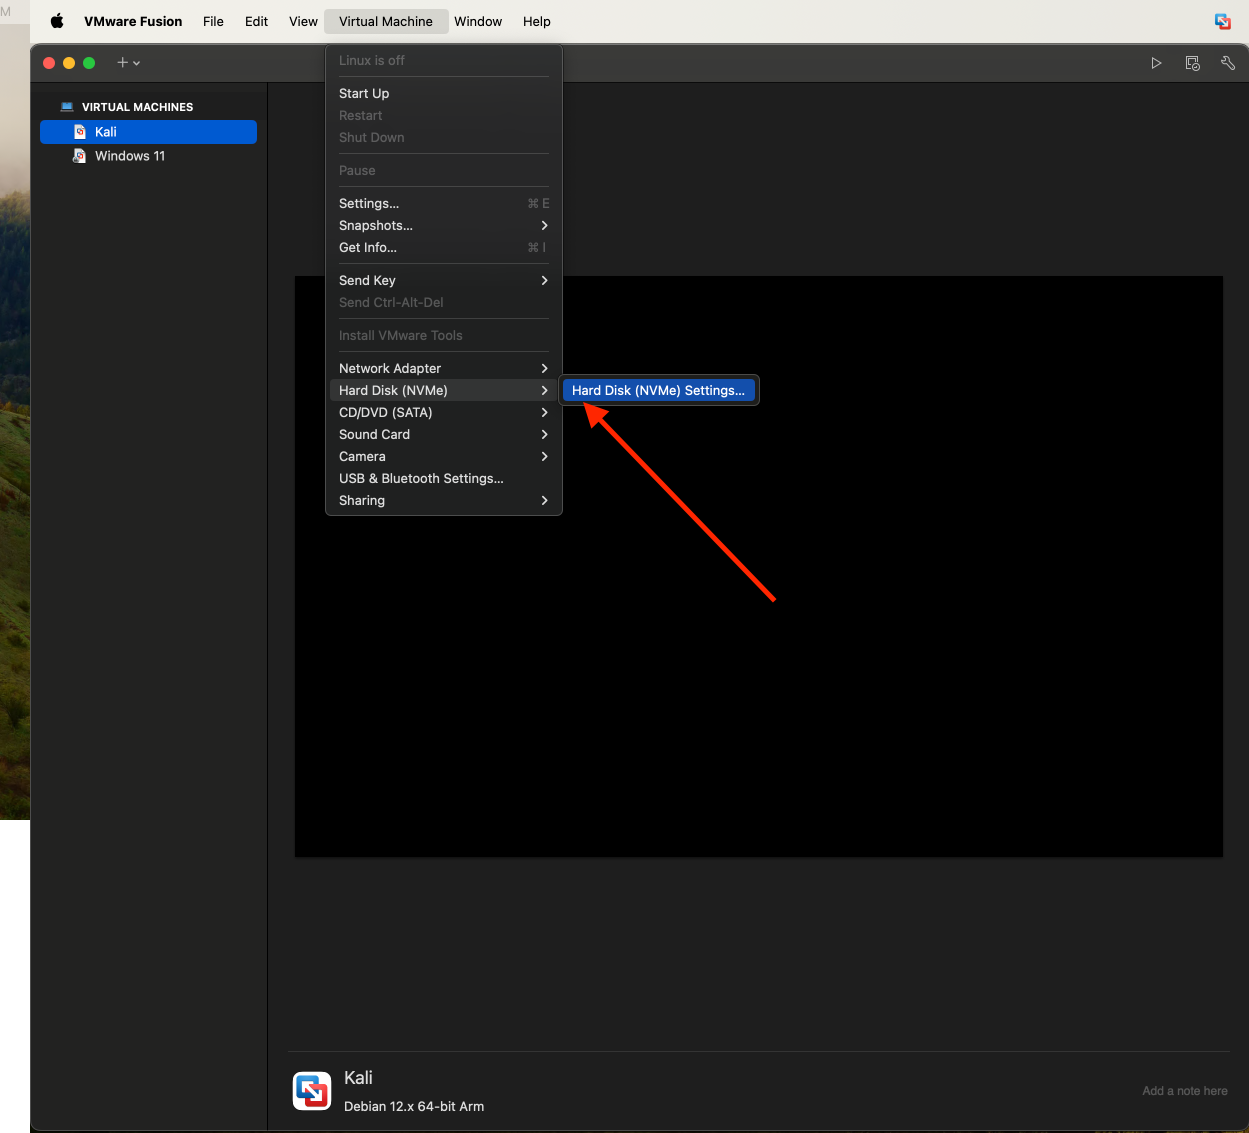 M
VMware Fusion File Edit View Virtual Machine Window Help
VIRTUAL MACHINES
Kali
Windows 11
Linux is off
Start Up
Restart
Shut Down
Pause
Settings... ⌘ E
Snapshots...
Get Info... ⌘ I
Send Key
Send Ctrl-Alt-Del
Install VMware Tools
Network Adapter
Hard Disk (NVMe)
Hard Disk (NVMe) Settings...
CD/DVD (SATA)
Sound Card
Camera
USB & Bluetooth Settings...
Sharing
Kali
Debian 12.x 64-bit Arm
Add a note here